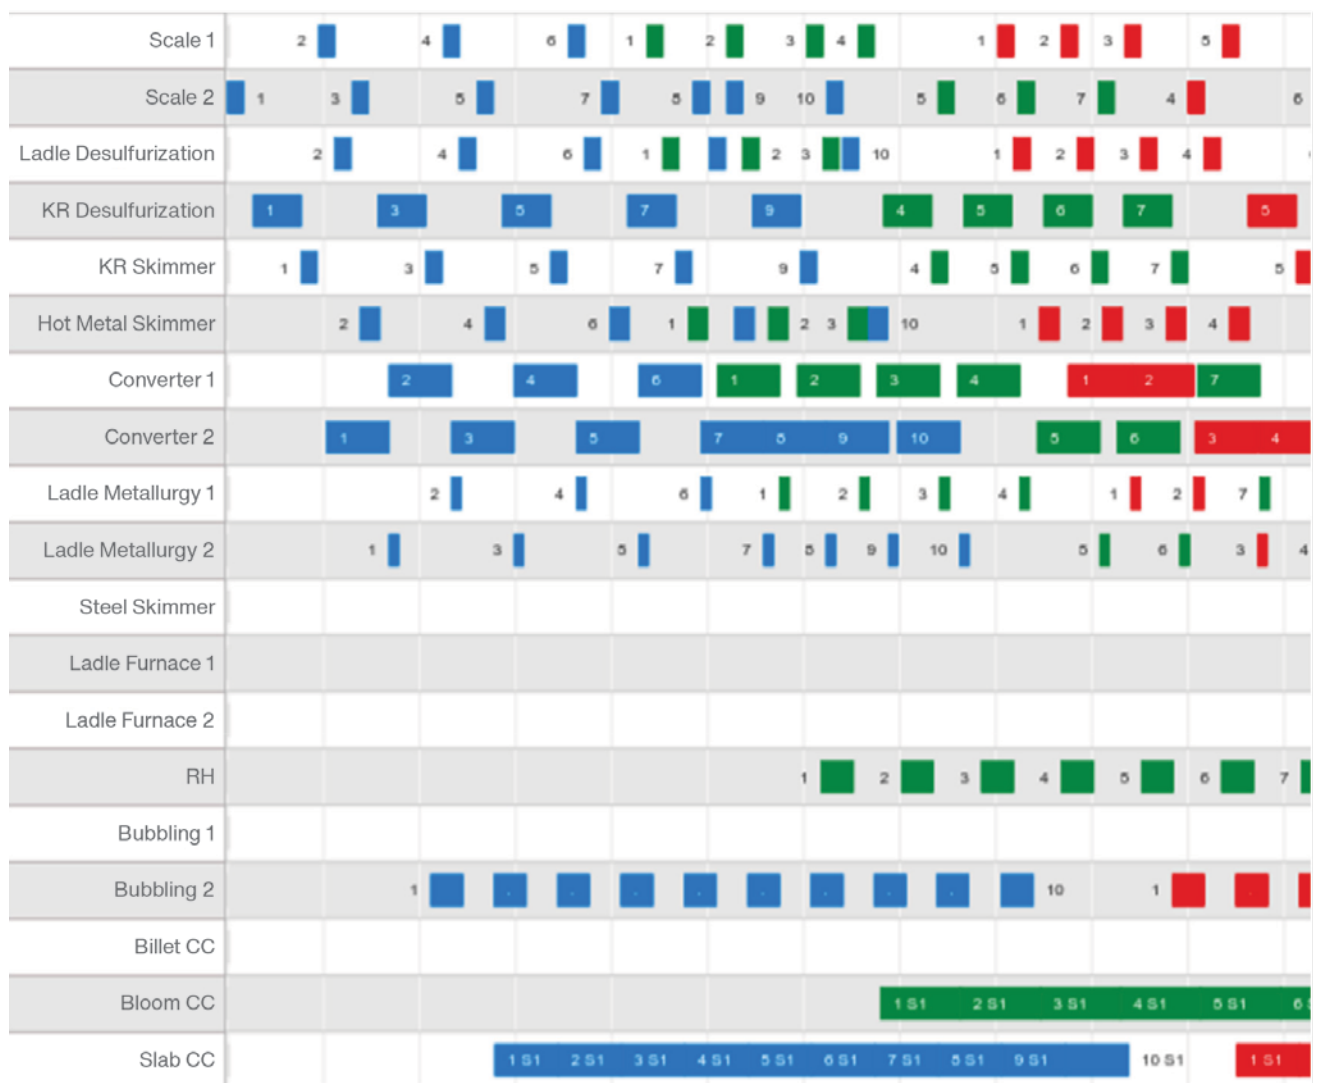 Scale 1 2 4 6 1 2 3 4 1 2 3 5
Scale 2 1 3 5 7 8 9 10 5 6 7 4 6
Ladle Desulfurization 2 4 6 1 2 3 10 1 2 3 4
KR Desulfurization 1 3 5 7 9 4 5 6 7 5
KR Skimmer 1 3 5 7 9 4 5 6 7 5
Hot Metal Skimmer 2 4 6 1 2 3 10 1 2 3 4
Converter 1 2 4 6 1 2 3 4 1 2 7
Converter 2 1 3 5 7 8 9 10 5 6 3 4
Ladle Metallurgy 1 2 4 6 1 2 3 4 1 2 7
Ladle Metallurgy 2 1 3 5 7 8 9 10 5 6 3 4
Steel Skimmer
Ladle Furnace 1
Ladle Furnace 2
RH 1 2 3 4 5 6 7
Bubbling 1
Bubbling 2 1 10 1
Billet CC
Bloom CC 1 S1 2 S1 3 S1 4 S1 5 S1 6
Slab CC 1 S1 2 S1 3 S1 4 S1 5 S1 6 S1 7 S1 8 S1 9 S1 10 S1 1 S1